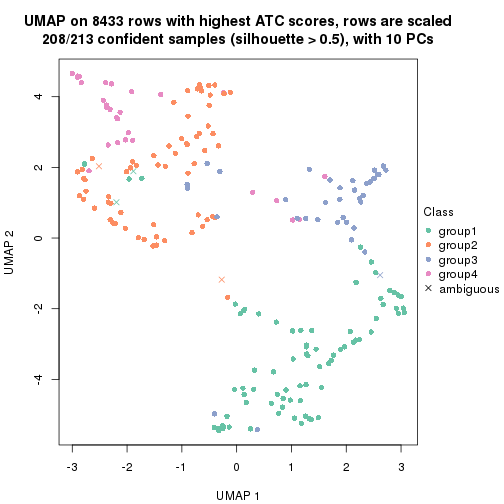 UMAP on 8433 rows with highest ATC scores, rows are scaled
208/213 confident samples (silhouette > 0.5), with 10 PCs
4
2
0
-2
-4
UMAP 2
-3
-2
-1
0
1
2
3
UMAP 1
Class
group1
group2
group3
group4
ambiguous